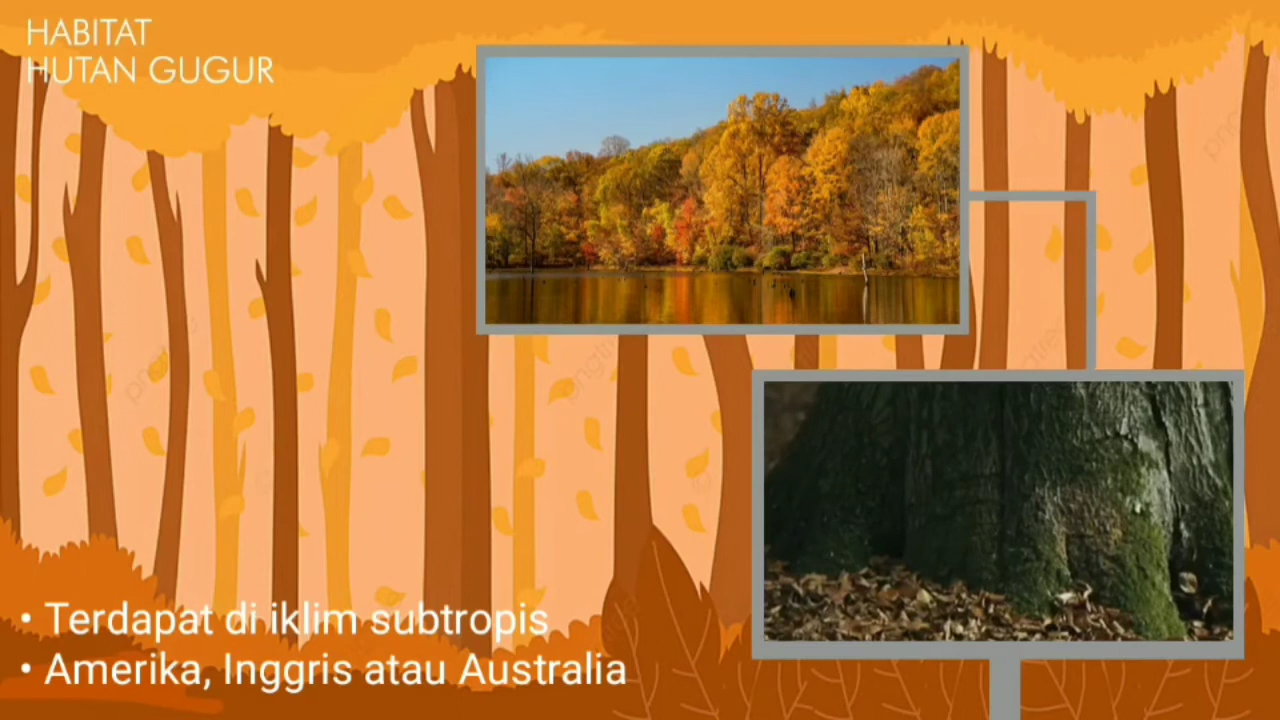 HABITAT
HUTAN GUGUR
• Terdapat di iklim subtropis
• Amerika, Inggris atau Australia